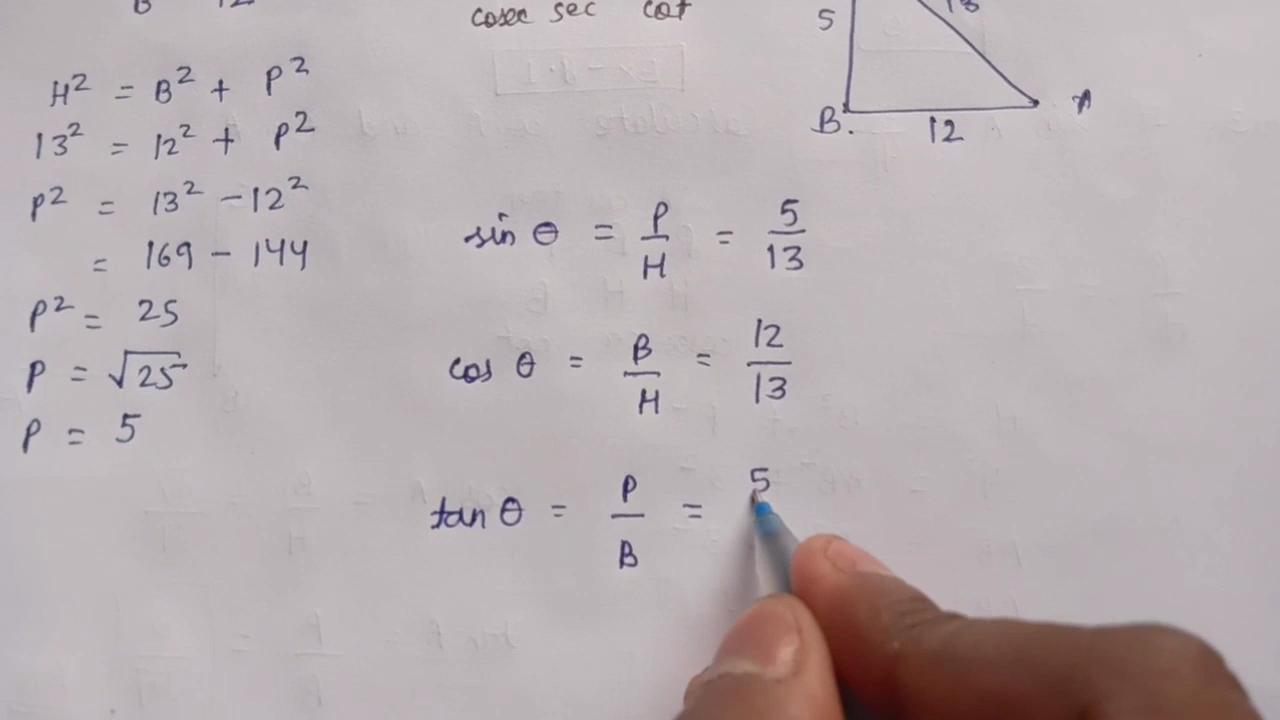 cosec sec cot
H² = B² + P²
13² = 12² + P²
P² = 13² - 12²
= 169 - 144
P² = 25
P = √25
P = 5
5
13
B.
12
A
sin θ = P/H = 5/13
cos θ = B/H = 12/13
tan θ = P/B = 5